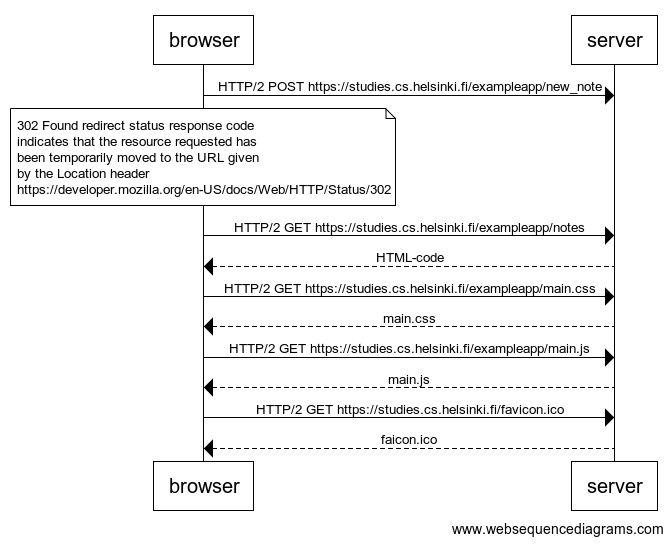 browser
server
HTTP/2 POST https://studies.cs.helsinki.fi/exampleapp/new_note
302 Found redirect status response code
indicates that the resource requested has
been temporarily moved to the URL given
by the Location header
https://developer.mozilla.org/en-US/docs/Web/HTTP/Status/302
HTTP/2 GET https://studies.cs.helsinki.fi/exampleapp/notes
HTML-code
HTTP/2 GET https://studies.cs.helsinki.fi/exampleapp/main.css
main.css
HTTP/2 GET https://studies.cs.helsinki.fi/exampleapp/main.js
main.js
HTTP/2 GET https://studies.cs.helsinki.fi/favicon.ico
faicon.ico
browser
server
www.websequencediagrams.com